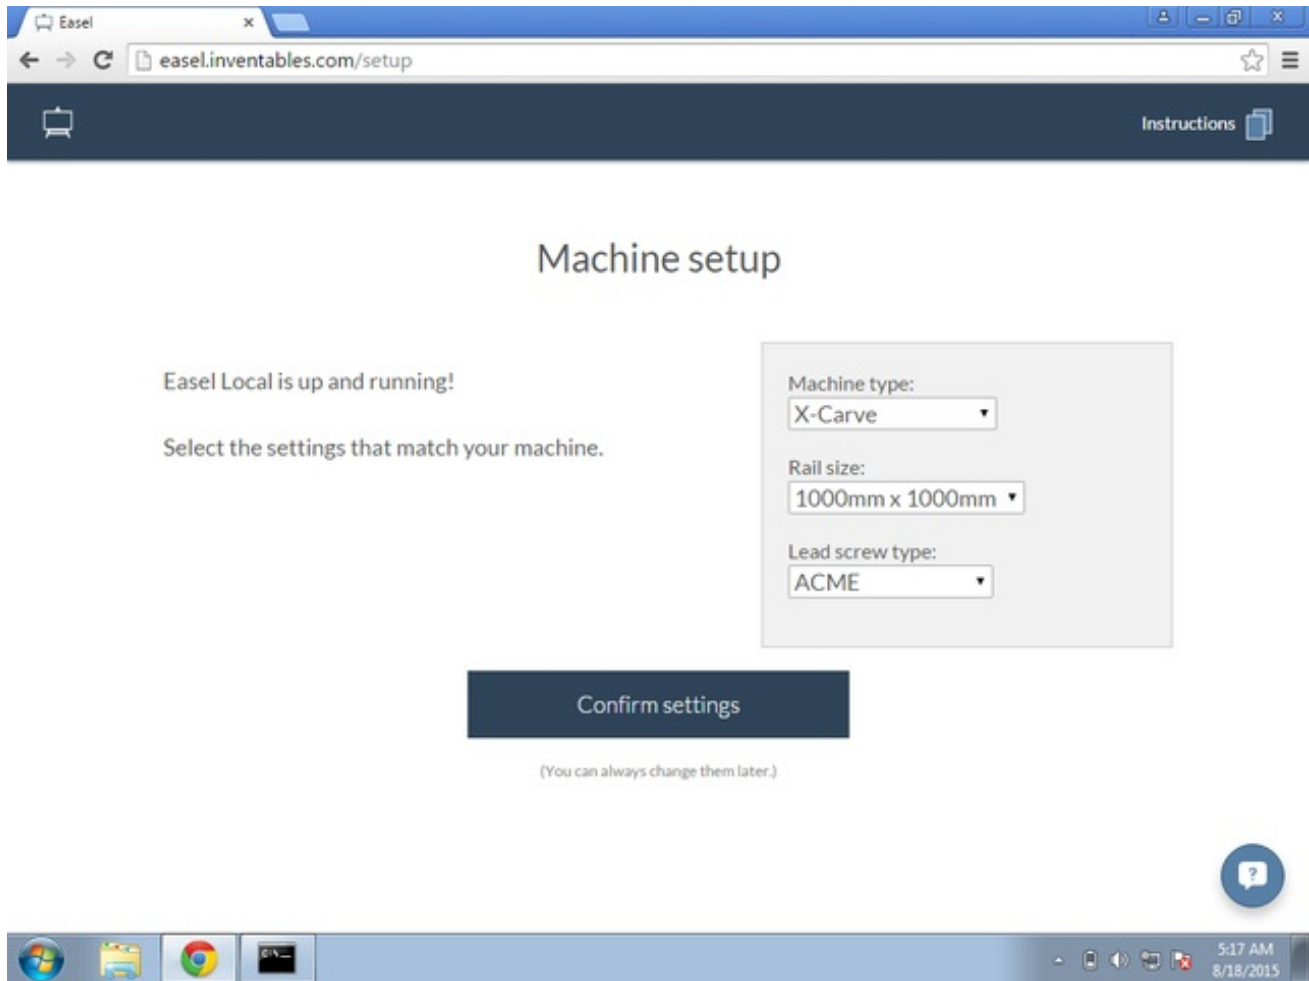 Easel
easel.inventables.com/setup
Instructions
Machine setup
Easel Local is up and running!
Select the settings that match your machine.
Machine type:
X-Carve
Rail size:
1000mm x 1000mm
Lead screw type:
ACME
Confirm settings
(You can always change them later.)
?
C:\_
5:17 AM
8/18/2015